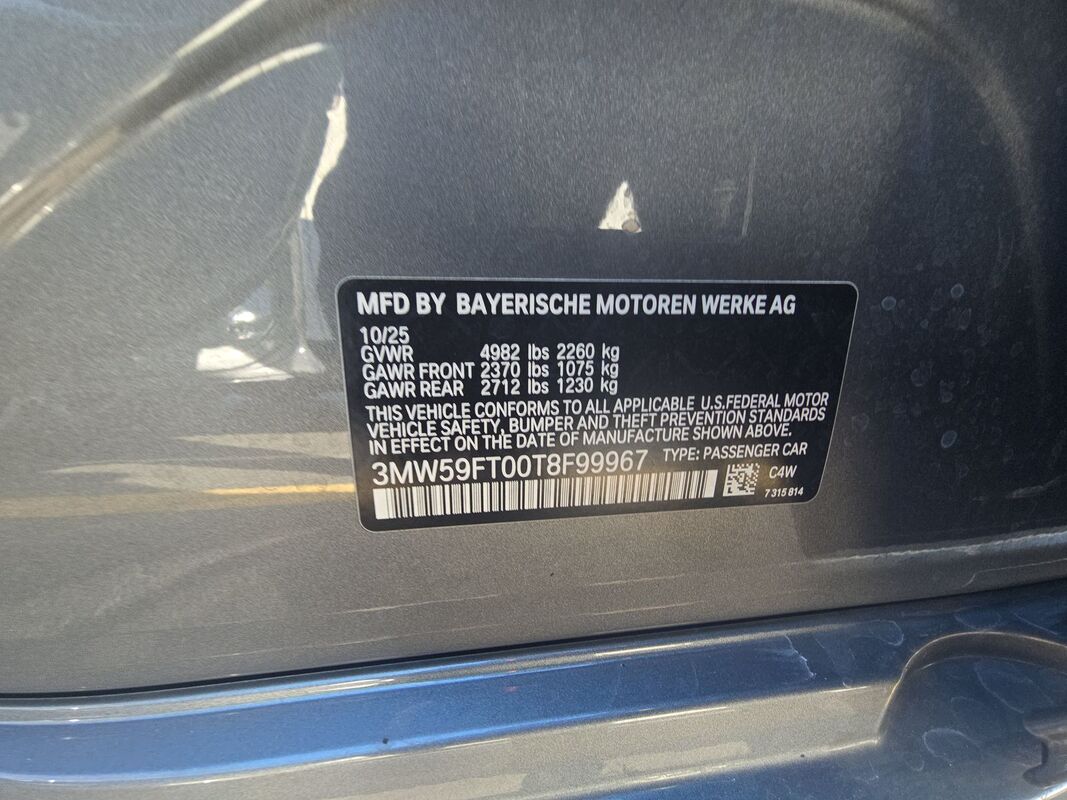 MFD BY BAYERISCHE MOTOREN WERKE AG
10/25
GVWR 4982 lbs 2260 kg
GAWR FRONT 2370 lbs 1075 kg
GAWR REAR 2712 lbs 1230 kg
THIS VEHICLE CONFORMS TO ALL APPLICABLE U.S.FEDERAL MOTOR
VEHICLE SAFETY, BUMPER AND THEFT PREVENTION STANDARDS
IN EFFECT ON THE DATE OF MANUFACTURE SHOWN ABOVE.
3MW59FT00T8F99967 TYPE: PASSENGER CAR
C4W
7 315 814